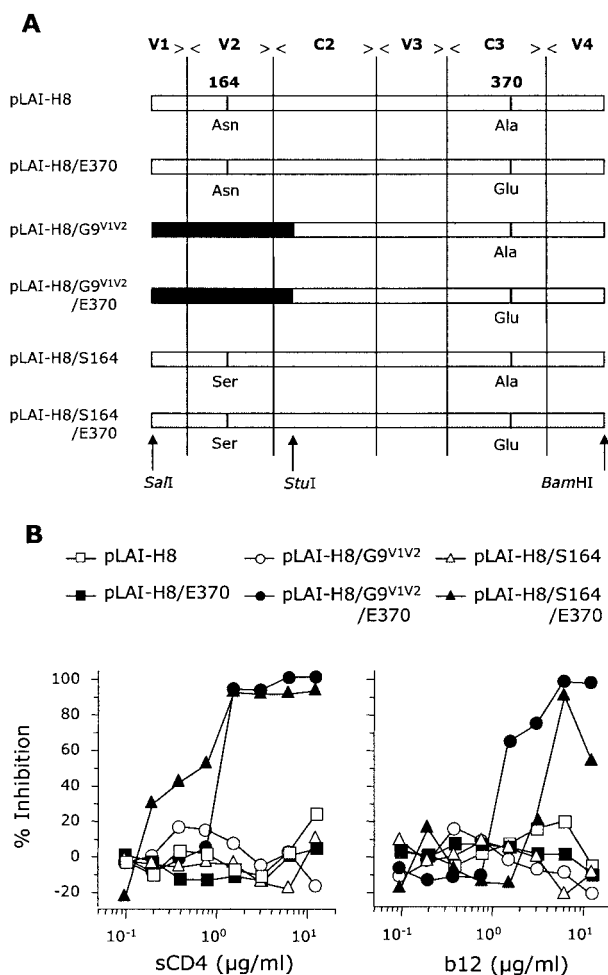 A
V1 > < V2 > < C2 > < V3 > < C3 > < V4
164 370
pLAI-H8
Asn Ala
pLAI-H8/E370
Asn Glu
pLAI-H8/G9V1V2
Ala
pLAI-H8/G9V1V2
/E370
Glu
pLAI-H8/S164
Ser Ala
pLAI-H8/S164
/E370
Ser Glu
SalI StuI BamHI
B
pLAI-H8 pLAI-H8/G9V1V2 pLAI-H8/S164
pLAI-H8/E370 pLAI-H8/G9V1V2 pLAI-H8/S164
/E370 /E370
% Inhibition
100
80
60
40
20
0
-20
10-1 100 101 10-1 100 101
sCD4 (µg/ml) b12 (µg/ml)